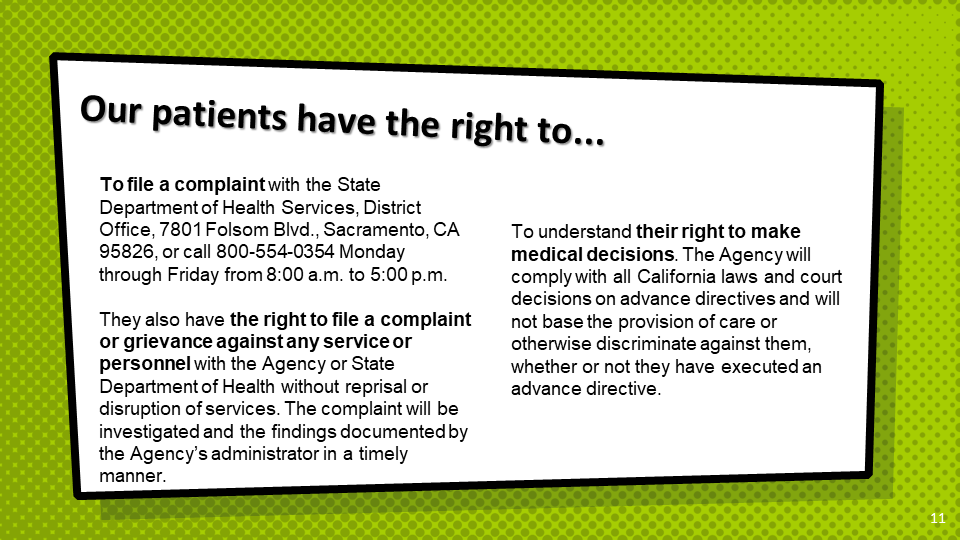 Our patients have the right to...
To file a complaint with the State
Department of Health Services, District
Office, 7801 Folsom Blvd., Sacramento, CA
95826, or call 800-554-0354 Monday
through Friday from 8:00 a.m. to 5:00 p.m.
They also have the right to file a complaint
or grievance against any service or
personnel with the Agency or State
Department of Health without reprisal or
disruption of services. The complaint will be
investigated and the findings documented by
the Agency's administrator in a timely
manner.
To understand their right to make
medical decisions. The Agency will
comply with all California laws and court
decisions on advance directives and will
not base the provision of care or
otherwise discriminate against them,
whether or not they have executed an
advance directive.
11